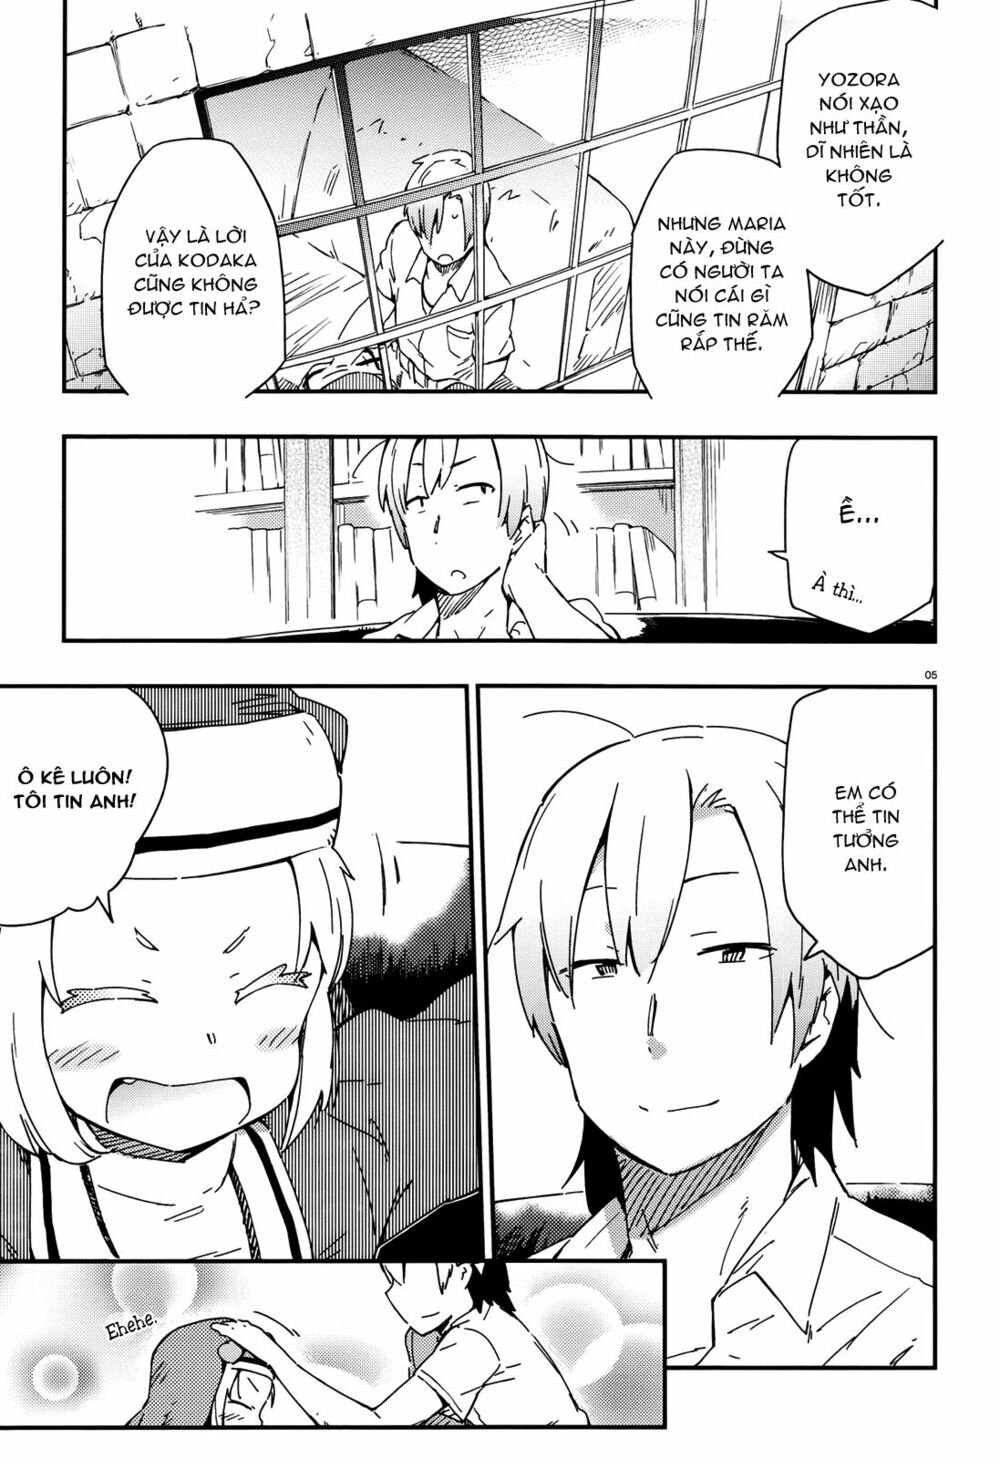 YOZORA
NÓI XẠO
NHƯ THẦN,
DĨ NHIÊN LÀ
KHÔNG
TỐT.
NHƯNG MARIA
NÀY, ĐỪNG
CÓ NGƯỜI TA
NÓI CÁI GÌ
CŨNG TIN RĂM
RẮP THẾ.
VẬY LÀ LỜI
CỦA KODAKA
CŨNG KHÔNG
ĐƯỢC TIN HẢ?
Ề...
À thì...
05
EM CÓ
THỂ TIN
TƯỞNG
ANH.
Ô KÊ LUÔN!
TÔI TIN ANH!
Ehehe.